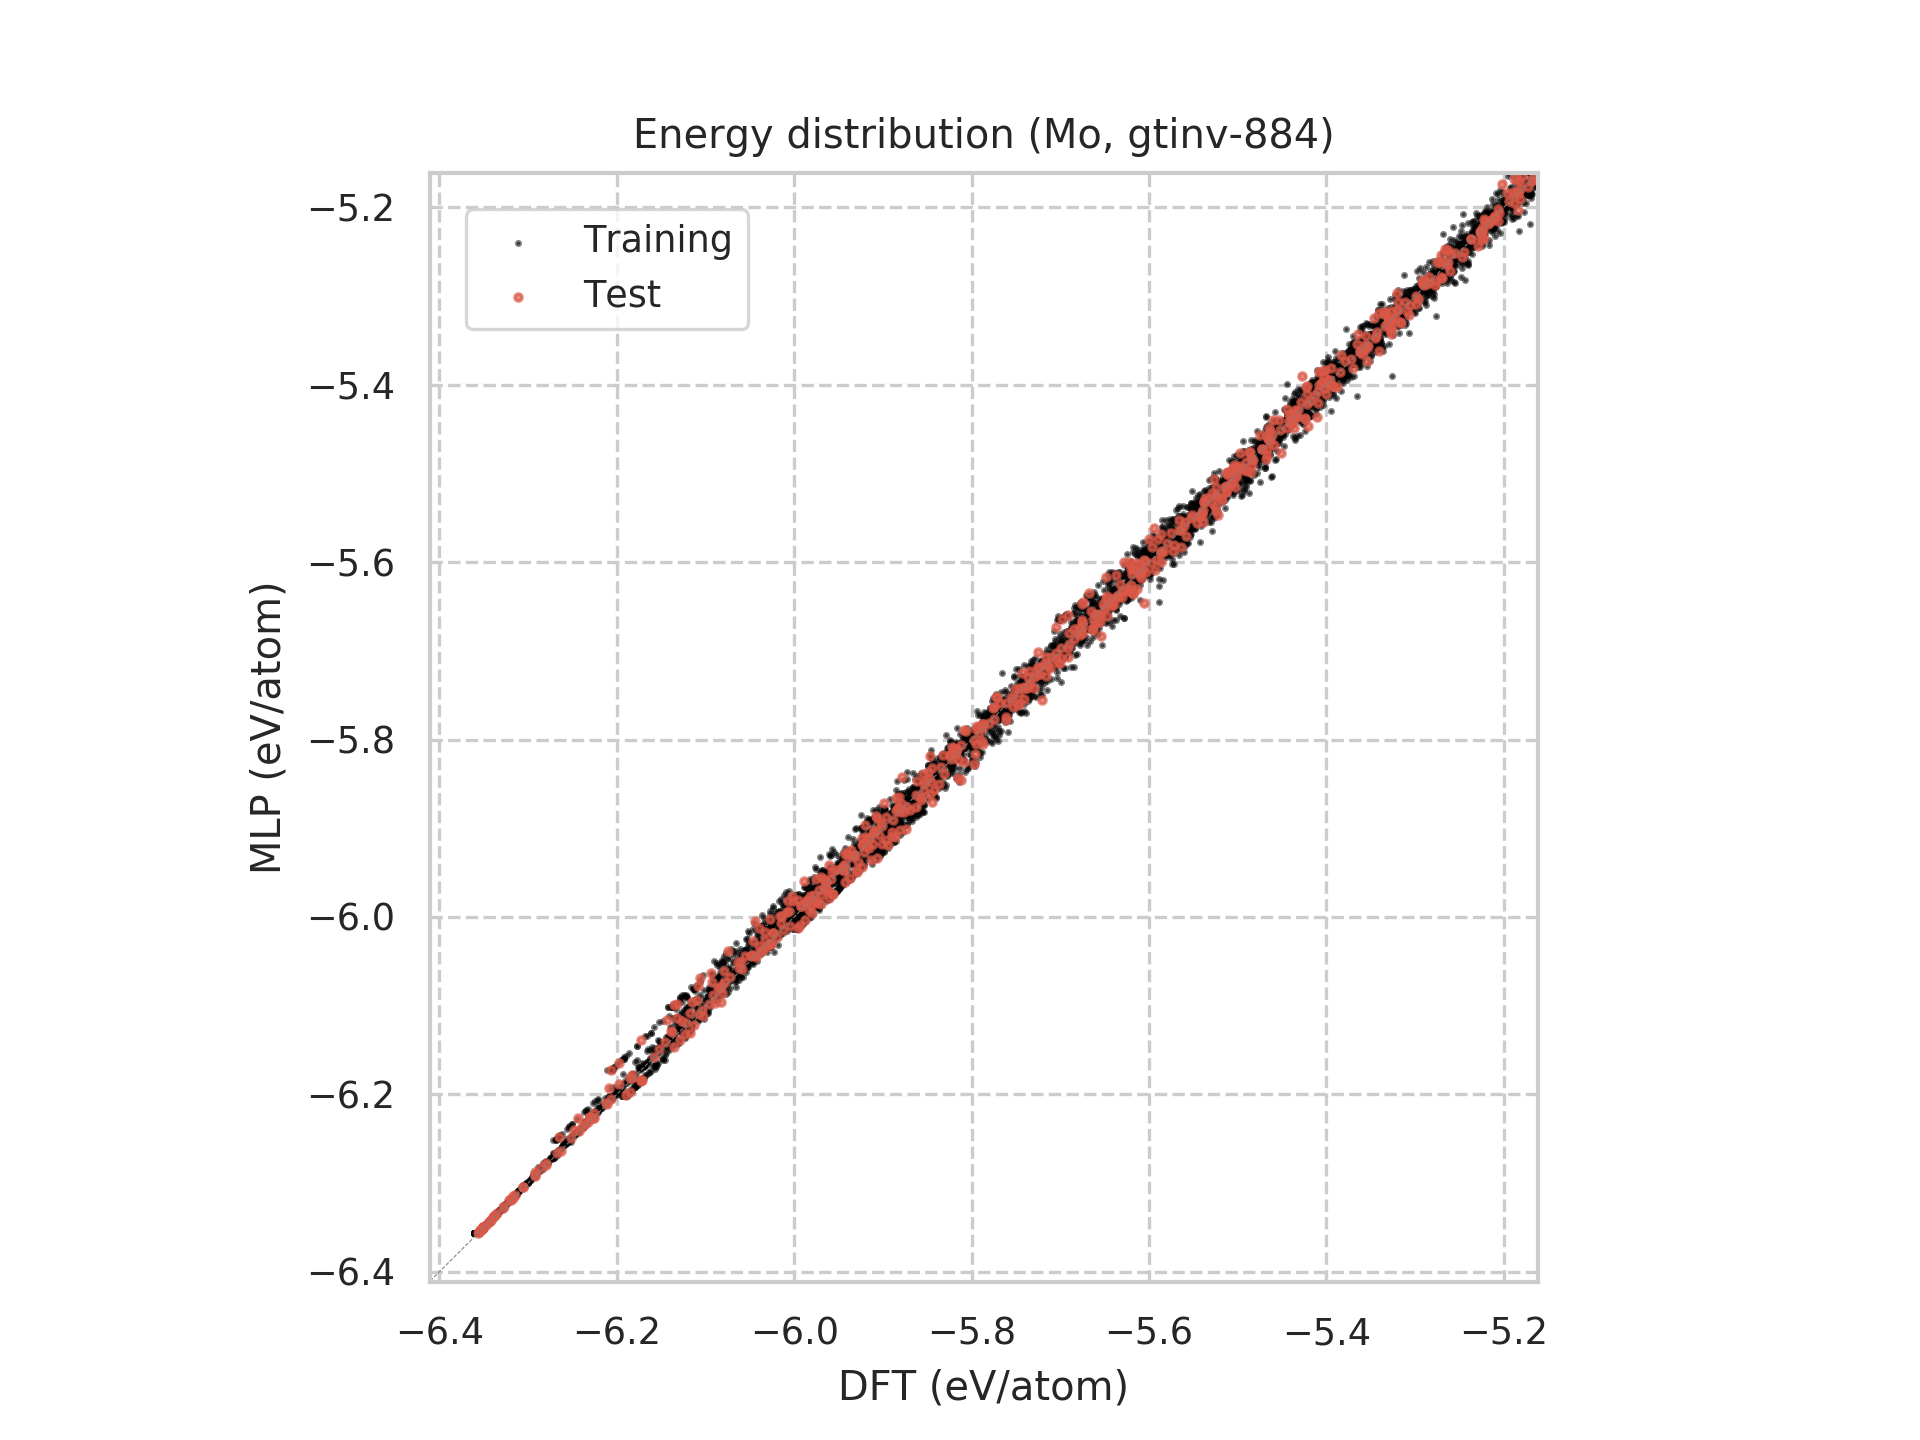 Energy distribution (Mo, gtinv-884)
Training
Test
−5.2
−5.4
−5.6
−5.8
−6.0
−6.2
−6.4
MLP (eV/atom)
−6.4 −6.2 −6.0 −5.8 −5.6 −5.4 −5.2
DFT (eV/atom)